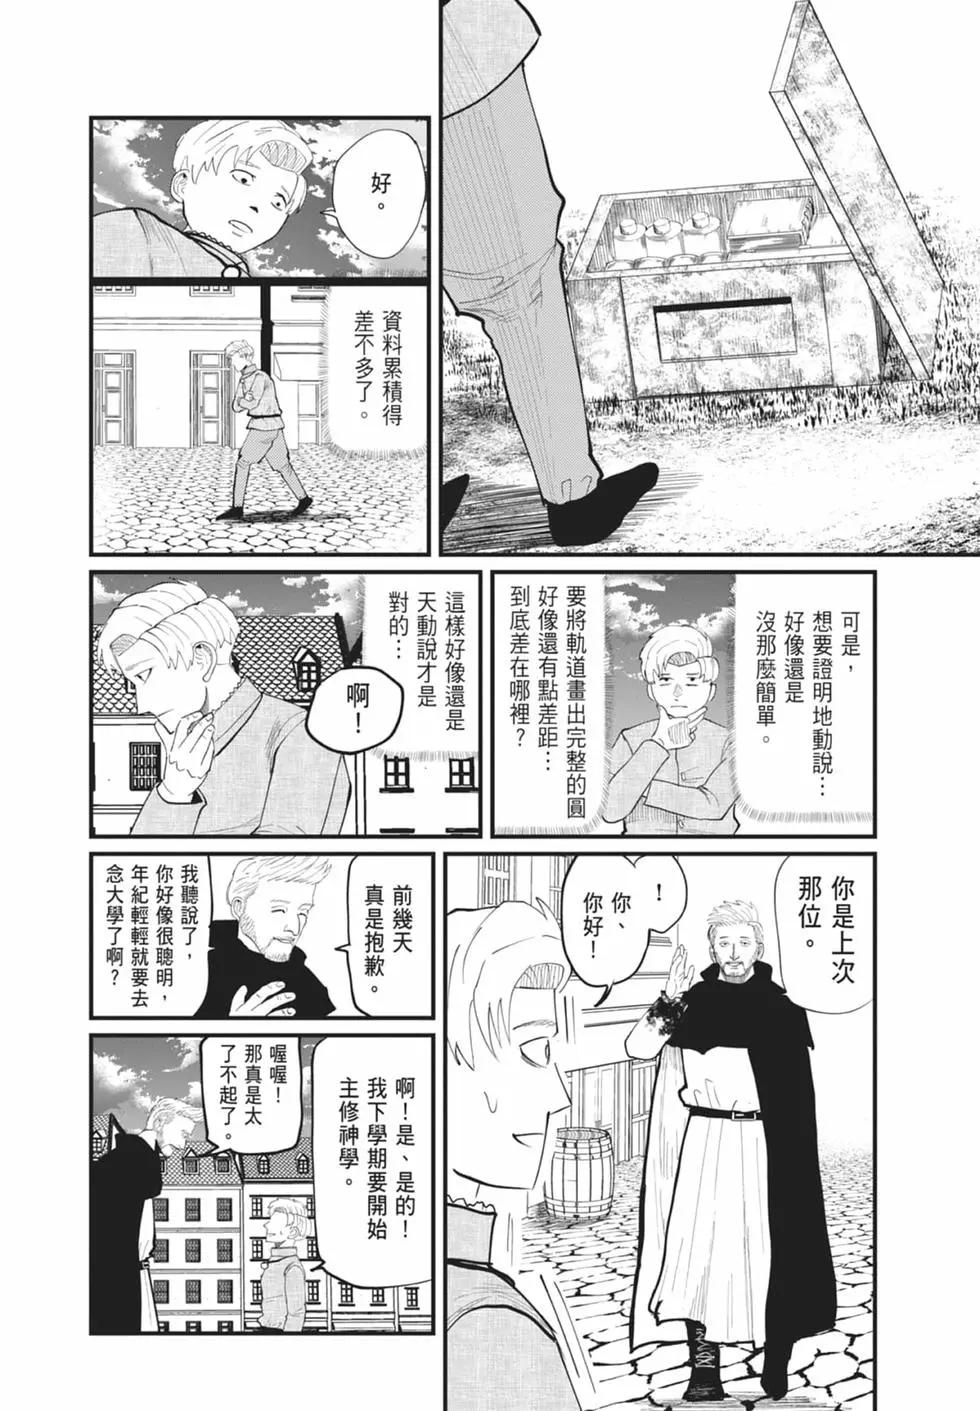 好。
資料累積得
差不多了。
可是，
想要證明地動說…
好像還是
沒那麼簡單。
要將軌道畫出完整的圓
好像還有點差距…
到底差在哪裡？
這樣好像還是
天動說才是
對的…
啊！
你是上次
那位。
！
你、
你好！
前幾天
真是抱歉。
我聽說了，
你好像很聰明，
年紀輕輕就要去
念大學了啊？
啊！是、是的！
我下學期要開始
主修神學。
喔喔！
那真是太
了不起了。